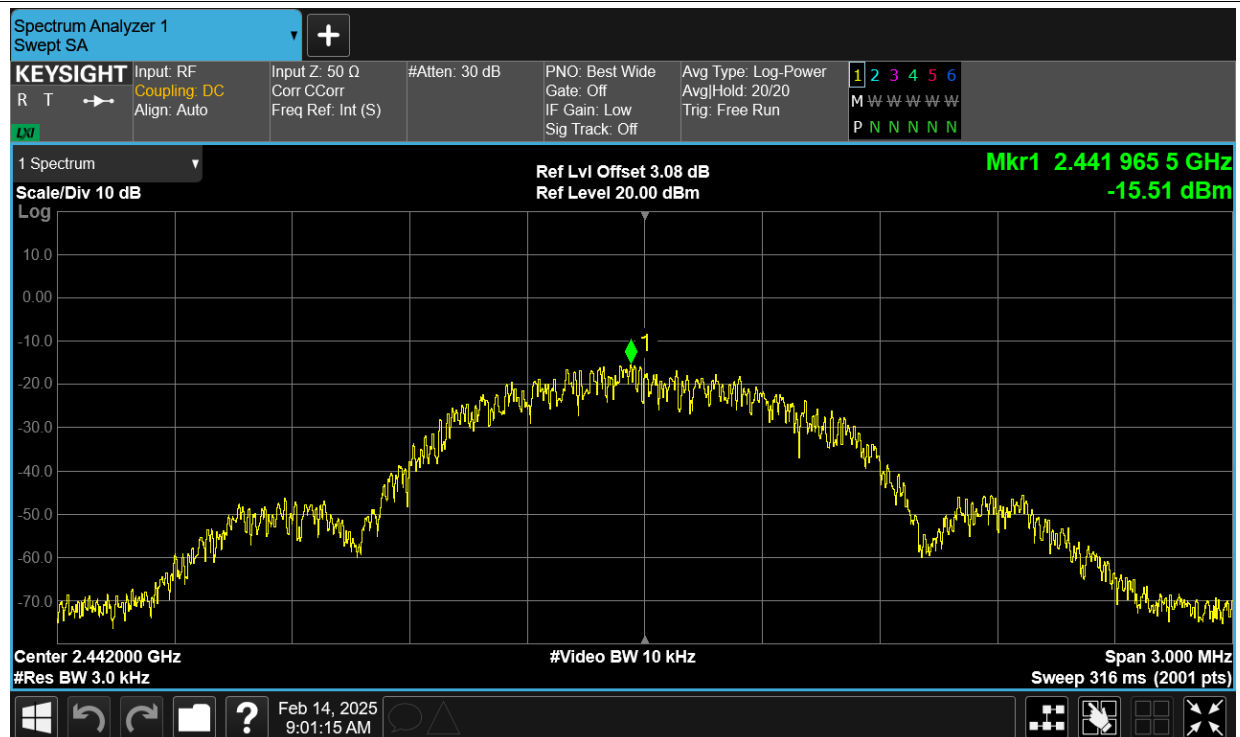 Spectrum Analyzer 1
Swept SA
+
KEYSIGHT
R T
LXI
Input: RF
Coupling: DC
Align: Auto
Input Z: 50 Ω
Corr CCorr
Freq Ref: Int (S)
#Atten: 30 dB
PNO: Best Wide
Gate: Off
IF Gain: Low
Sig Track: Off
Avg Type: Log-Power
Avg|Hold: 20/20
Trig: Free Run
1 2 3 4 5 6
M W W W W W W
P N N N N N N
1 Spectrum
Scale/Div 10 dB
Log
Ref Lvl Offset 3.08 dB
Ref Level 20.00 dBm
Mkr1 2.441 965 5 GHz
-15.51 dBm
10.0
0.00
-10.0
1
-20.0
-30.0
-40.0
-50.0
-60.0
-70.0
Center 2.442000 GHz
#Res BW 3.0 kHz
#Video BW 10 kHz
Span 3.000 MHz
Sweep 316 ms (2001 pts)
?
Feb 14, 2025
9:01:15 AM